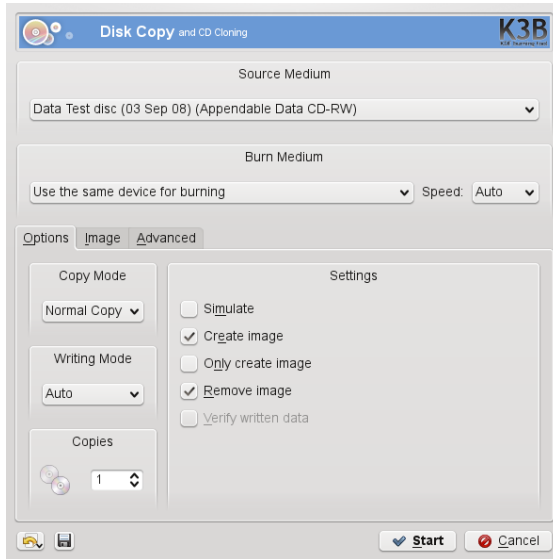 Disk Copy and CD Cloning K3B
Source Medium
Data Test disc (03 Sep 08) (Appendable Data CD-RW)
Burn Medium
Use the same device for burning Speed: Auto
Options Image Advanced
Copy Mode
Normal Copy
Writing Mode
Auto
Copies
1
Settings
Simulate
Create image
Only create image
Remove image
Verify written data
Start Cancel